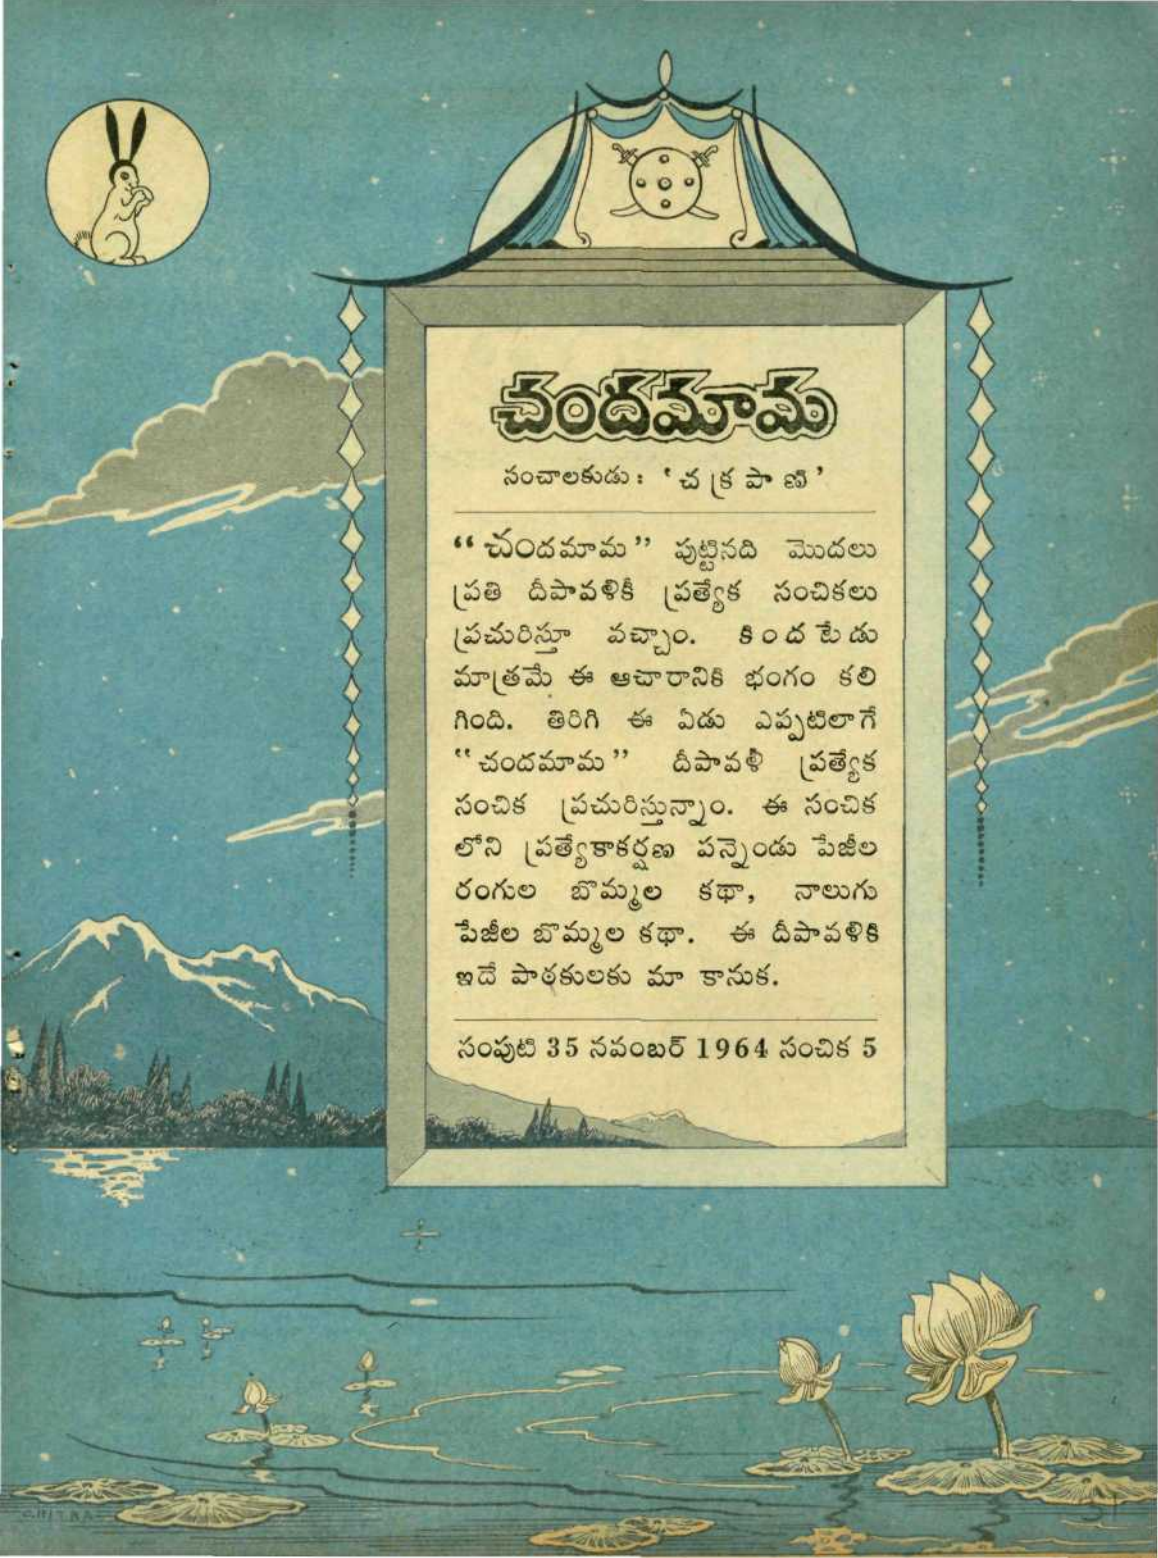 చందమామ
సంచాలకుడు : ‘చక్రపాణి’
“చందమామ” పుట్టినది మొదలు
ప్రతి దీపావళికీ ప్రత్యేక సంచికలు
ప్రచురిస్తూ వచ్చాం. కిందటేడు
మాత్రమే ఈ ఆచారానికి భంగం కలి
గింది. తిరిగి ఈ ఏడు ఎప్పటిలాగే
“చందమామ” దీపావళీ ప్రత్యేక
సంచిక ప్రచురిస్తున్నాం. ఈ సంచిక
లోని ప్రత్యేకాకర్షణ పన్నెండు పేజీల
రంగుల బొమ్మల కథా, నాలుగు
పేజీల బొమ్మల కథా. ఈ దీపావళికి
ఇదే పాఠకులకు మా కానుక.
సంపుటి 35 నవంబర్ 1964 సంచిక 5
CHITRA